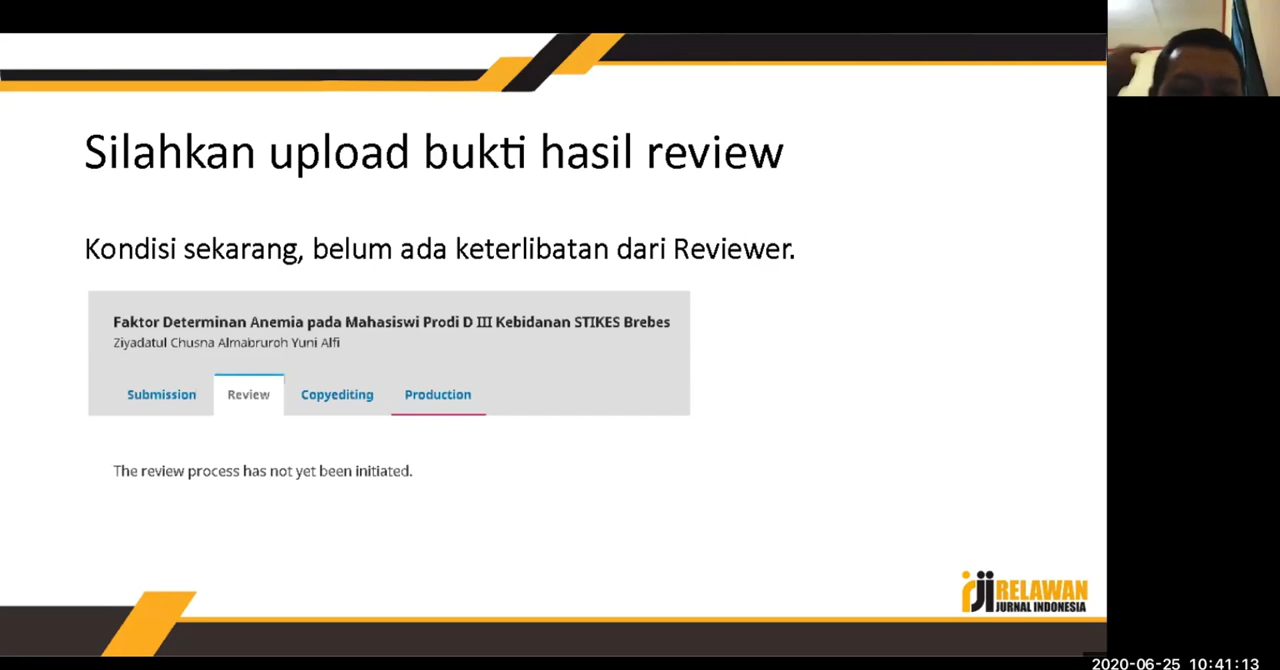 Silahkan upload bukti hasil review
Kondisi sekarang, belum ada keterlibatan dari Reviewer.
Faktor Determinan Anemia pada Mahasiswi Prodi D III Kebidanan STIKES Brebes
Ziyadatul Chusna Almabruroh Yuni Alfi
Submission
Review
Copyediting
Production
The review process has not yet been initiated.
rji RELAWAN
JURNAL INDONESIA
2020-06-25 10:41:13